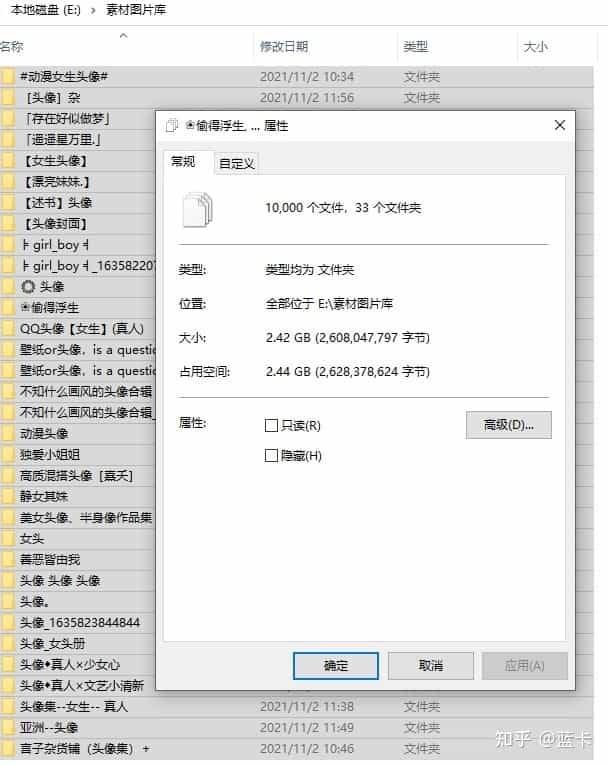 本地磁盘 (E:) › 素材图片库
名称 修改日期 类型 大小
#动漫女生头像# 2021/11/2 10:34 文件夹
［头像］杂 2021/11/2 11:56 文件夹
「存在好似做梦」
「遥遥星万里.」
【女生头像】
【漂亮妹妹.】
【述书】头像
【头像封面】
┝ girl_boy ┥
┝ girl_boy ┥_163582207
۞ 头像
❀偷得浮生
QQ头像【女生】(真人)
壁纸or头像，is a questic
壁纸or头像，is a questic
不知什么画风的头像合辑
不知什么画风的头像合辑_
动漫头像
独爱小姐姐
高质混搭头像［嘉夭］
静女其姝
美女头像、半身像作品集
女头
善恶皆由我
头像 头像 头像
头像。
头像_1635823844844
头像_女头册
头像♦真人×少女心
头像♦真人×文艺小清新
头像集--女生-- 真人 2021/11/2 11:38 文件夹
亚洲--头像 2021/11/2 11:49 文件夹
言子杂货铺（头像集） + 2021/11/2 10:46 文件夹
❀偷得浮生, ... 属性
常规 自定义
10,000 个文件，33 个文件夹
类型: 类型均为 文件夹
位置: 全部位于 E:\素材图片库
大小: 2.42 GB (2,608,047,797 字节)
占用空间: 2.44 GB (2,628,378,624 字节)
属性: 只读(R) 高级(D)...
隐藏(H)
确定 取消 应用(A)
知乎 @蓝卡